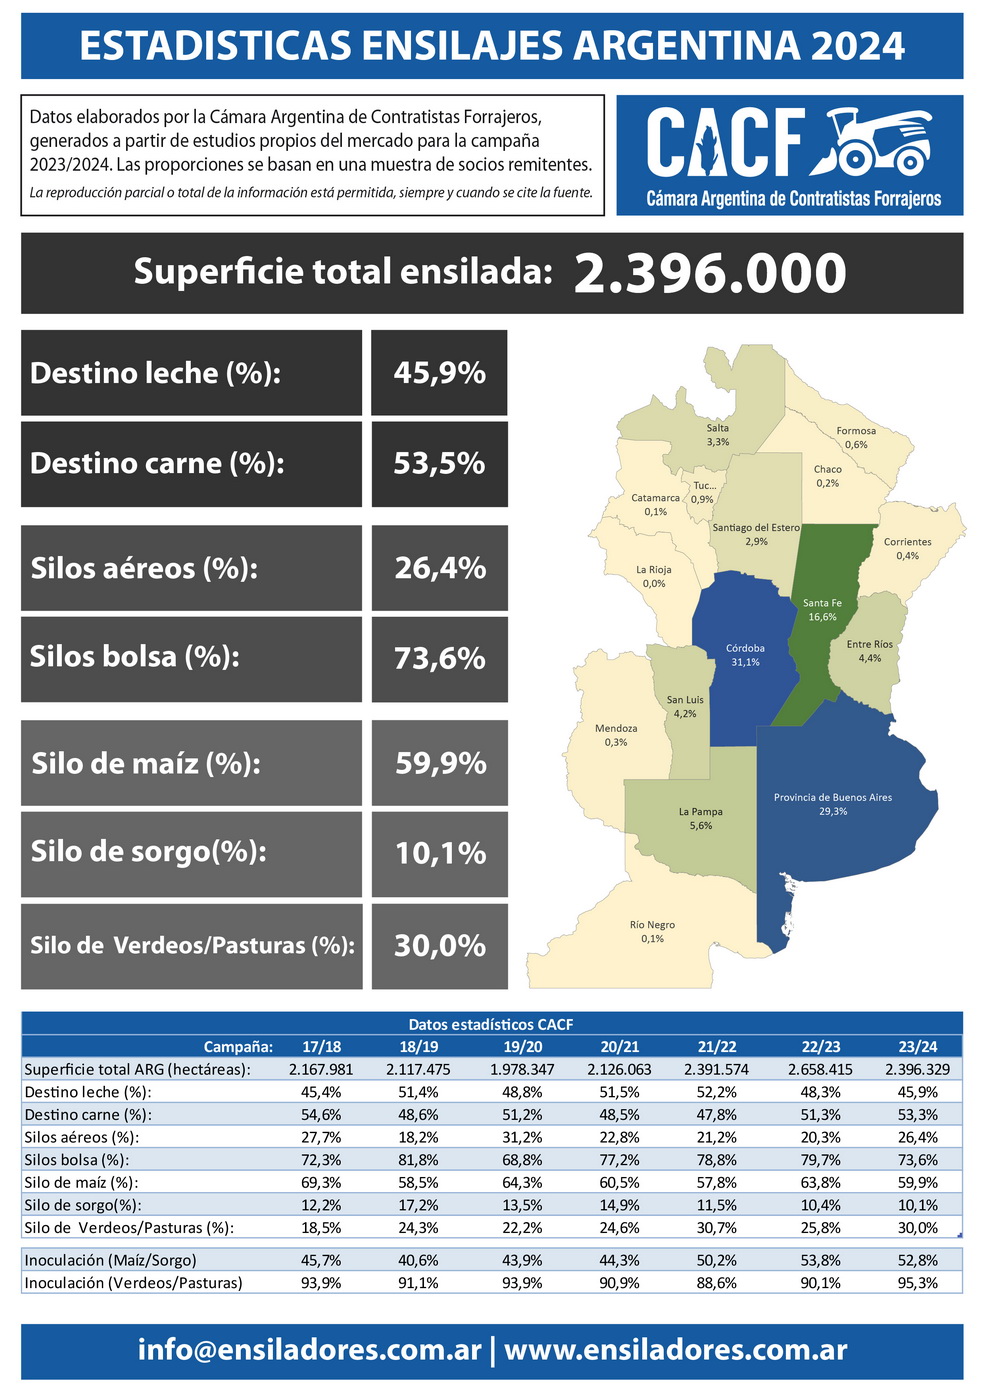 ESTADISTICAS ENSILAJES ARGENTINA 2024
Datos elaborados por la Cámara Argentina de Contratistas Forrajeros,
generados a partir de estudios propios del mercado para la campaña
2023/2024. Las proporciones se basan en una muestra de socios remitentes.
La reproducción parcial o total de la información está permitida, siempre y cuando se cite la fuente.
CACF
Cámara Argentina de Contratistas Forrajeros
Superficie total ensilada: 2.396.000
Destino leche (%): 45,9%
Destino carne (%): 53,5%
Silos aéreos (%): 26,4%
Silos bolsa (%): 73,6%
Silo de maíz (%): 59,9%
Silo de sorgo(%): 10,1%
Silo de Verdeos/Pasturas (%): 30,0%
Salta
3,3%
Formosa
0,6%
Chaco
0,2%
Tuc...
0,9%
Catamarca
0,1%
Santiago del Estero
2,9%
Corrientes
0,4%
La Rioja
0,0%
Santa Fe
16,6%
Córdoba
31,1%
Entre Ríos
4,4%
San Luis
4,2%
Mendoza
0,3%
Provincia de Buenos Aires
29,3%
La Pampa
5,6%
Río Negro
0,1%
Datos estadísticos CACF
Campaña: 17/18 18/19 19/20 20/21 21/22 22/23 23/24
Superficie total ARG (hectáreas): 2.167.981 2.117.475 1.978.347 2.126.063 2.391.574 2.658.415 2.396.329
Destino leche (%): 45,4% 51,4% 48,8% 51,5% 52,2% 48,3% 45,9%
Destino carne (%): 54,6% 48,6% 51,2% 48,5% 47,8% 51,3% 53,3%
Silos aéreos (%): 27,7% 18,2% 31,2% 22,8% 21,2% 20,3% 26,4%
Silos bolsa (%): 72,3% 81,8% 68,8% 77,2% 78,8% 79,7% 73,6%
Silo de maíz (%): 69,3% 58,5% 64,3% 60,5% 57,8% 63,8% 59,9%
Silo de sorgo(%): 12,2% 17,2% 13,5% 14,9% 11,5% 10,4% 10,1%
Silo de Verdeos/Pasturas (%): 18,5% 24,3% 22,2% 24,6% 30,7% 25,8% 30,0%
Inoculación (Maíz/Sorgo) 45,7% 40,6% 43,9% 44,3% 50,2% 53,8% 52,8%
Inoculación (Verdeos/Pasturas) 93,9% 91,1% 93,9% 90,9% 88,6% 90,1% 95,3%
info@ensiladores.com.ar | www.ensiladores.com.ar